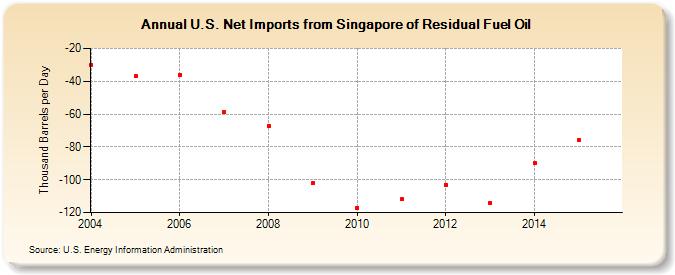 Annual U.S. Net Imports from Singapore of Residual Fuel Oil
Thousand Barrels per Day
-20
-40
-60
-80
-100
-120
2004 2006 2008 2010 2012 2014
Source: U.S. Energy Information Administration